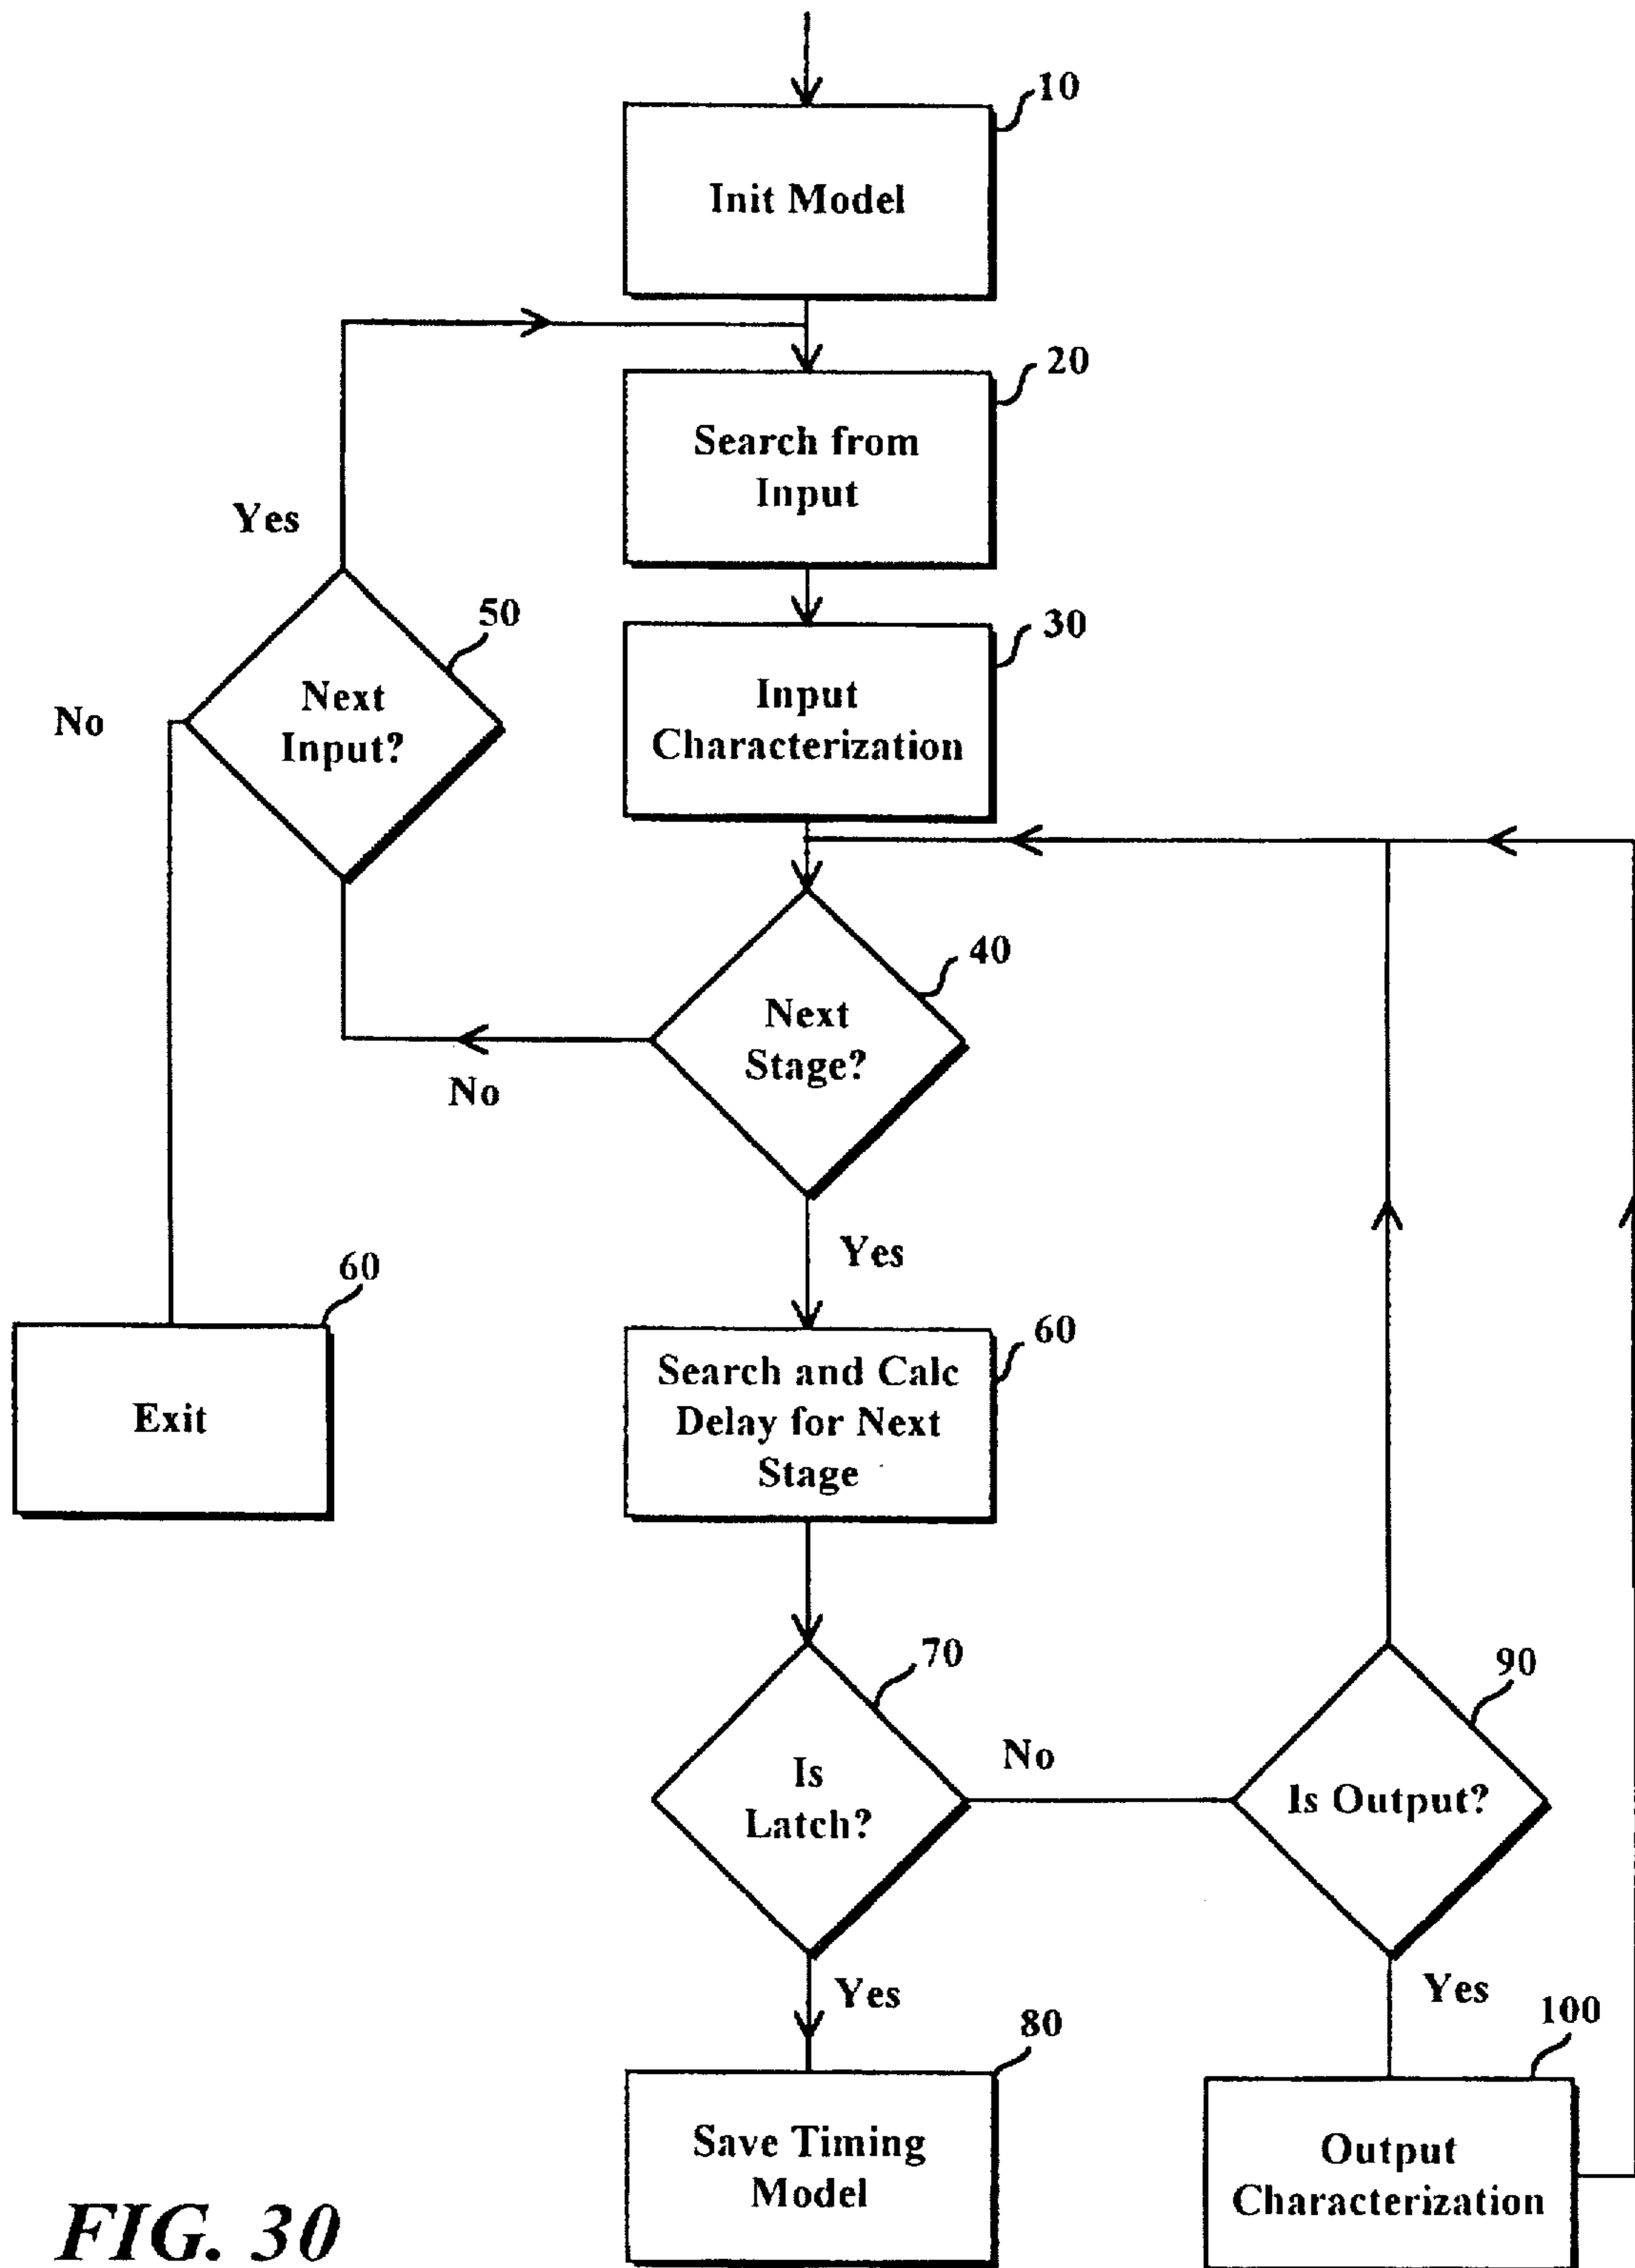 10
Init Model
20
Search from
Input
Yes
50
30
Next
Input?
No
Input
Characterization
40
Next
Stage?
No
Yes
60
Exit
60
Search and Calc
Delay for Next
Stage
70
Is
Latch?
No
90
Is Output?
Yes
Yes
80
Save Timing
Model
100
Output
Characterization
FIG. 30